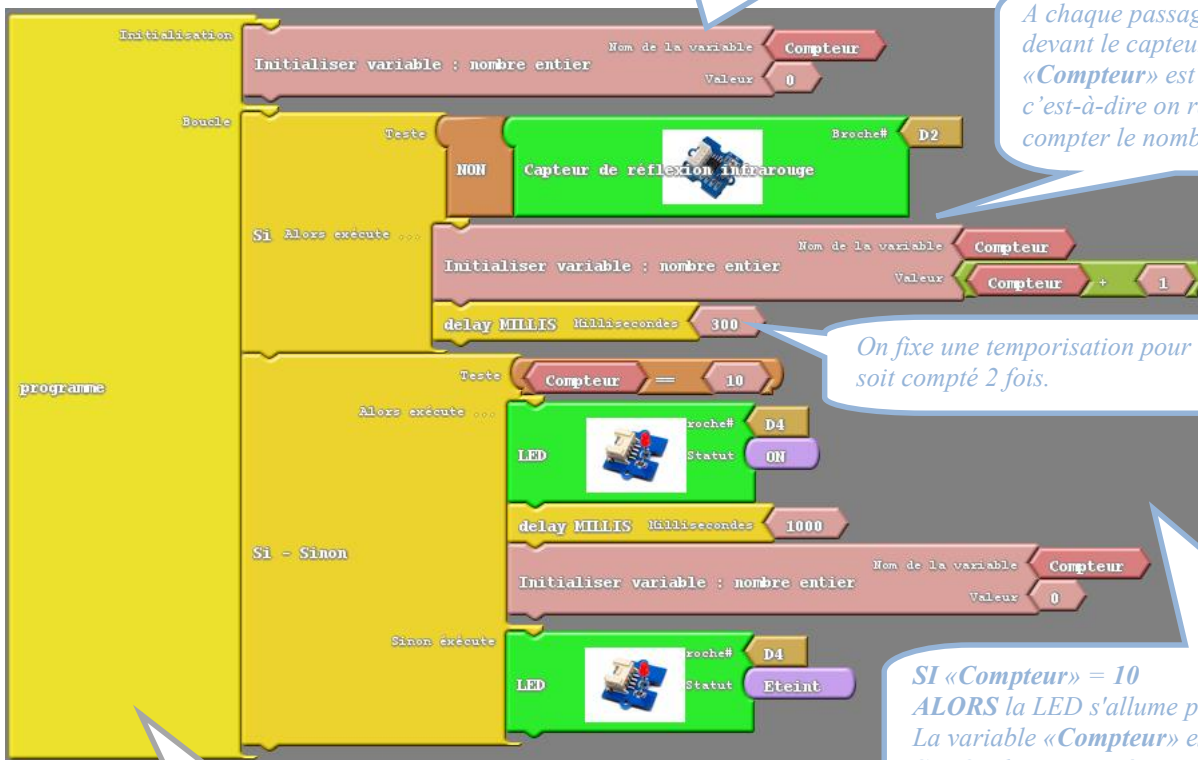 Initialisation
Nom de la variable Compteur
Initialiser variable : nombre entier
Valeur 0
A chaque passag
devant le capteu
«Compteur» est
c'est-à-dire on r
compter le nomb
Boucle
Teste
Broche# D2
NON Capteur de réflexion infrarouge
Si Alors exécute ...
Nom de la variable Compteur
Initialiser variable : nombre entier
Valeur Compteur + 1
delay MILLIS Millisecondes 300
On fixe une temporisation pour
soit compté 2 fois.
programme
Teste Compteur == 10
Alors exécute ...
roche# D4
LED Statut ON
delay MILLIS Millisecondes 1000
Si - Sinon
Nom de la variable Compteur
Initialiser variable : nombre entier
Valeur 0
Sinon éxécute
roche# D4
LED Statut Eteint
SI «Compteur» = 10
ALORS la LED s'allume p
La variable «Compteur» e